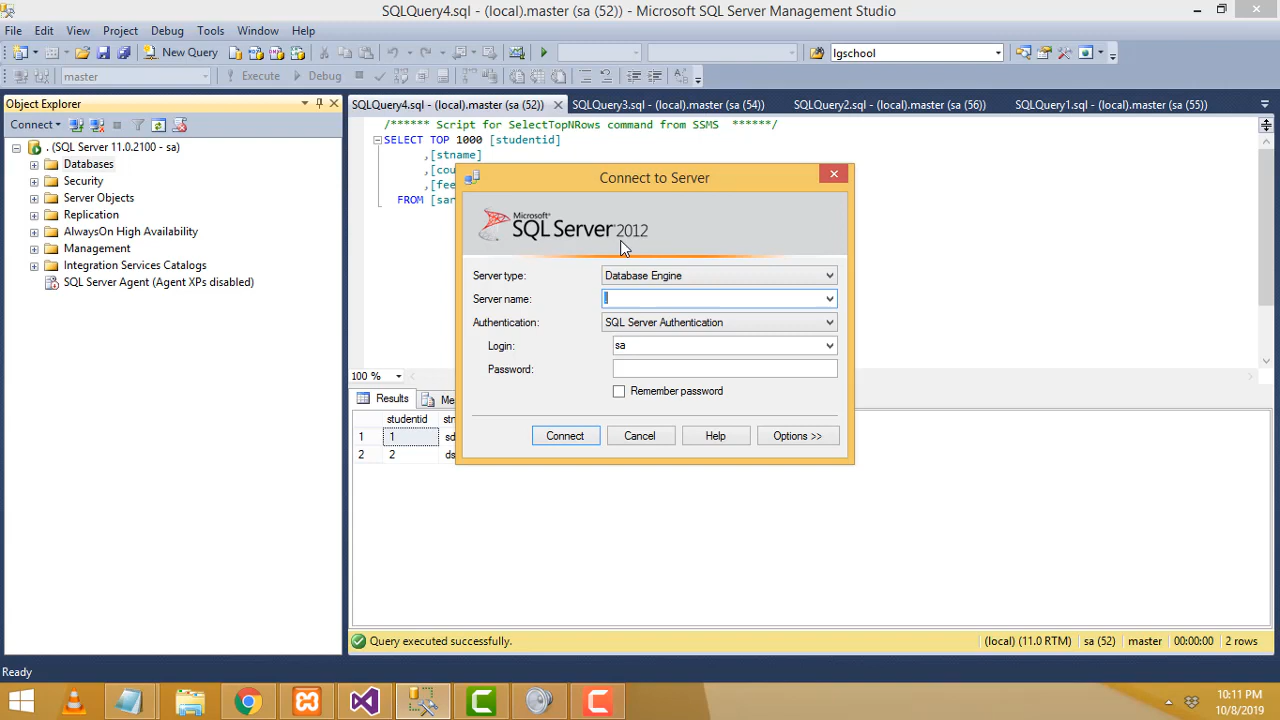 SQLQuery4.sql - (local).master (sa (52)) - Microsoft SQL Server Management Studio
File Edit View Project Debug Tools Window Help
New Query lgschool
master Execute Debug
Object Explorer
SQLQuery4.sql - (local).master (sa (52)) SQLQuery3.sql - (local).master (sa (54)) SQLQuery2.sql - (local).master (sa (56)) SQLQuery1.sql - (local).master (sa (55))
Connect
. (SQL Server 11.0.2100 - sa)
Databases
Security
Server Objects
Replication
AlwaysOn High Availability
Management
Integration Services Catalogs
SQL Server Agent (Agent XPs disabled)
/****** Script for SelectTopNRows command from SSMS ******/
SELECT TOP 1000 [studentid]
,[stname]
,[cou
,[fee
FROM [sar
Connect to Server
Microsoft
SQL Server 2012
Server type: Database Engine
Server name: .
Authentication: SQL Server Authentication
Login: sa
Password:
Remember password
Connect Cancel Help Options >>
100 %
Results Me
studentid
1 1 sd
2 2 ds
Query executed successfully. (local) (11.0 RTM) sa (52) master 00:00:00 2 rows
Ready
10:11 PM
10/8/2019